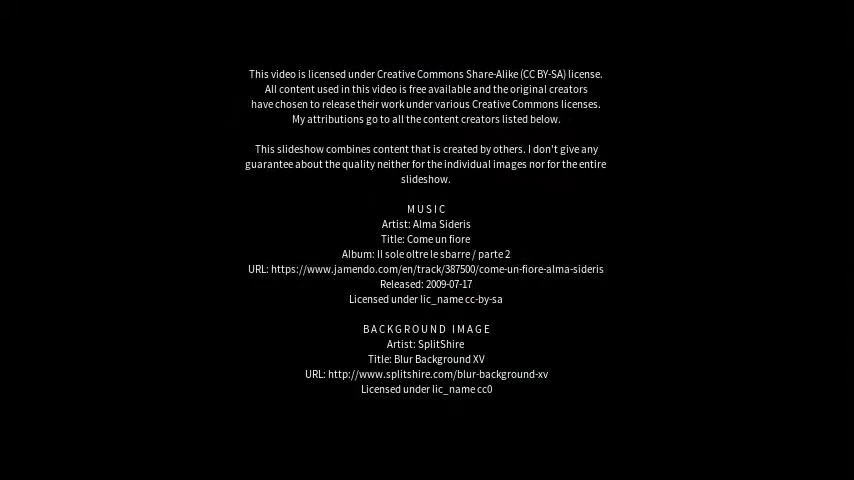 This video is licensed under Creative Commons Share-Alike (CC BY-SA) license.
All content used in this video is free available and the original creators
have chosen to release their work under various Creative Commons licenses.
My attributions go to all the content creators listed below.
This slideshow combines content that is created by others. I don't give any
guarantee about the quality neither for the individual images nor for the entire
slideshow.
MUSIC
Artist: Alma Sideris
Title: Come un fiore
Album: Il sole oltre le sbarre / parte 2
URL: https://www.jamendo.com/en/track/387500/come-un-fiore-alma-sideris
Released: 2009-07-17
Licensed under lic_name cc-by-sa
BACKGROUND IMAGE
Artist: SplitShire
Title: Blur Background XV
URL: http://www.splitshire.com/blur-background-xv
Licensed under lic_name cc0